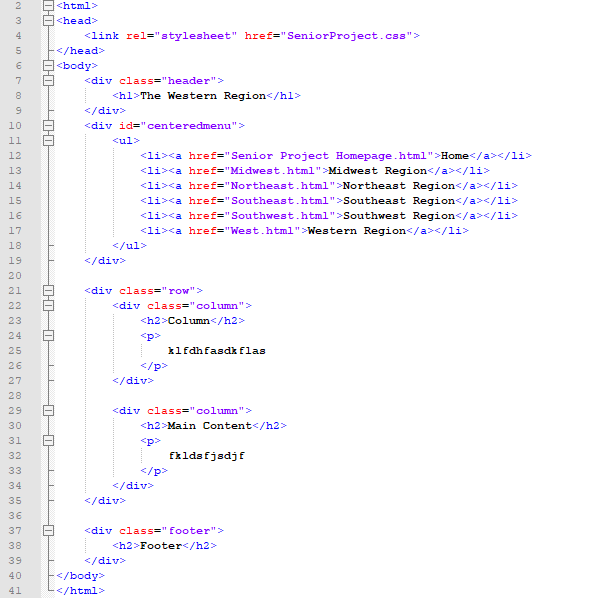 2 <html>
3 <head>
4 <link rel="stylesheet" href="SeniorProject.css">
5 </head>
6 <body>
7 <div class="header">
8 <h1>The Western Region</h1>
9 </div>
10 <div id="centeredmenu">
11 <ul>
12 <li><a href="Senior Project Homepage.html">Home</a></li>
13 <li><a href="Midwest.html">Midwest Region</a></li>
14 <li><a href="Northeast.html">Northeast Region</a></li>
15 <li><a href="Southeast.html">Southeast Region</a></li>
16 <li><a href="Southwest.html">Southwest Region</a></li>
17 <li><a href="West.html">Western Region</a></li>
18 </ul>
19 </div>
20
21 <div class="row">
22 <div class="column">
23 <h2>Column</h2>
24 <p>
25 klfdhfasdkflas
26 </p>
27 </div>
28
29 <div class="column">
30 <h2>Main Content</h2>
31 <p>
32 fkldsfjsdjf
33 </p>
34 </div>
35 </div>
36
37 <div class="footer">
38 <h2>Footer</h2>
39 </div>
40 </body>
41 </html>